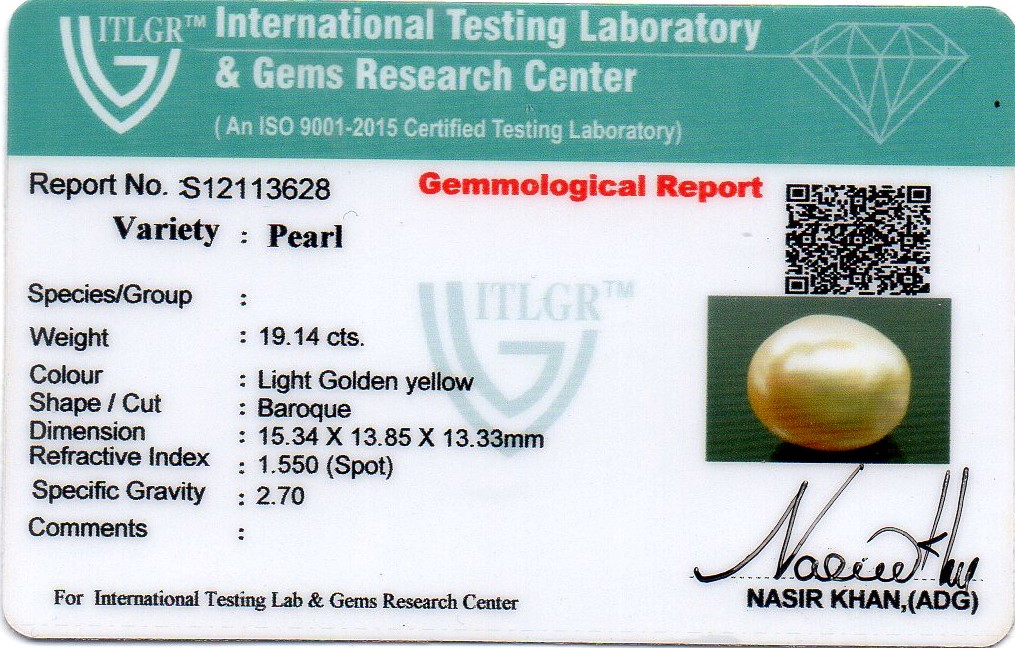 ITLGR™ International Testing Laboratory
& Gems Research Center
( An ISO 9001-2015 Certified Testing Laboratory)
Report No. :S12113628
Gemmological Report
Variety : Pearl
ITLGR™
Species/Group :
Weight : 19.14 cts.
Colour : Light Golden yellow
Shape / Cut : Baroque
Dimension : 15.34 X 13.85 X 13.33mm
Refractive Index : 1.550 (Spot)
Specific Gravity : 2.70
Comments :
NASIR KHAN,(ADG)
For International Testing Lab & Gems Research Center